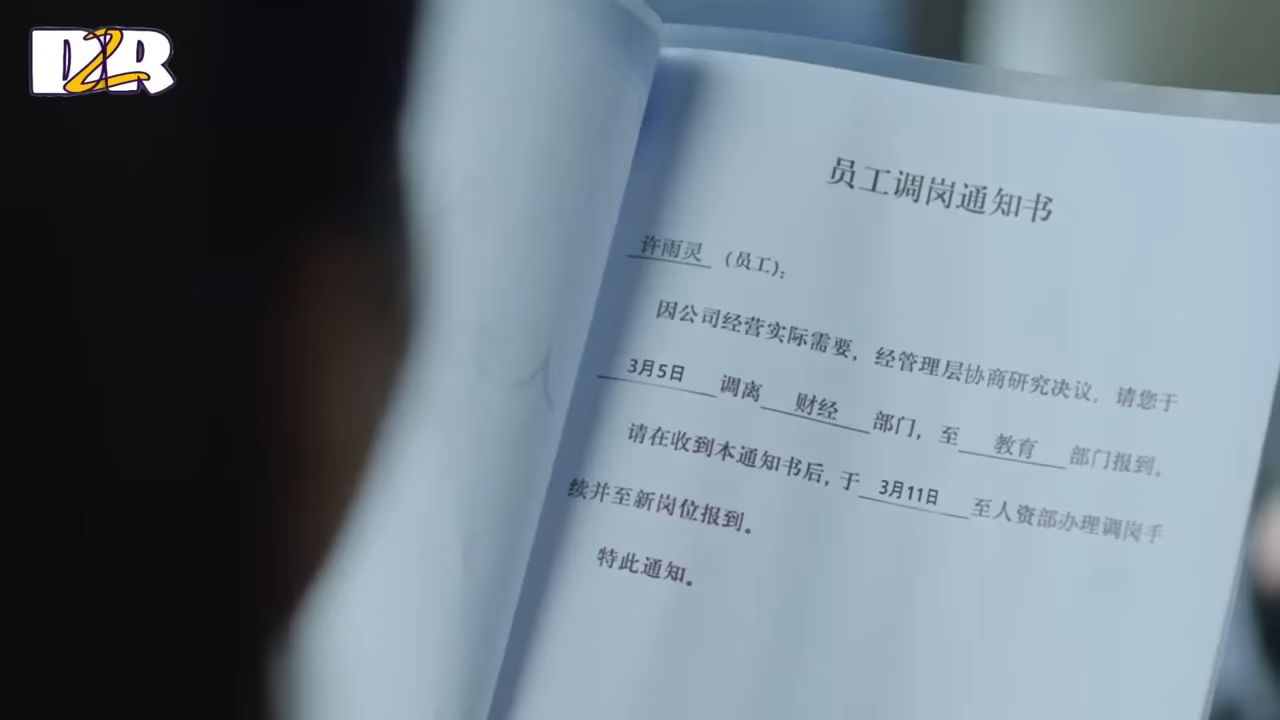 D2R
员工调岗通知书
许雨灵 (员工):
因公司经营实际需要,经管理层协商研究决议,请您于
3月5日 调离 财经 部门,至 教育 部门报到。
请在收到本通知书后,于 3月11日 至人资部办理调岗手
续并至新岗位报到。
特此通知。